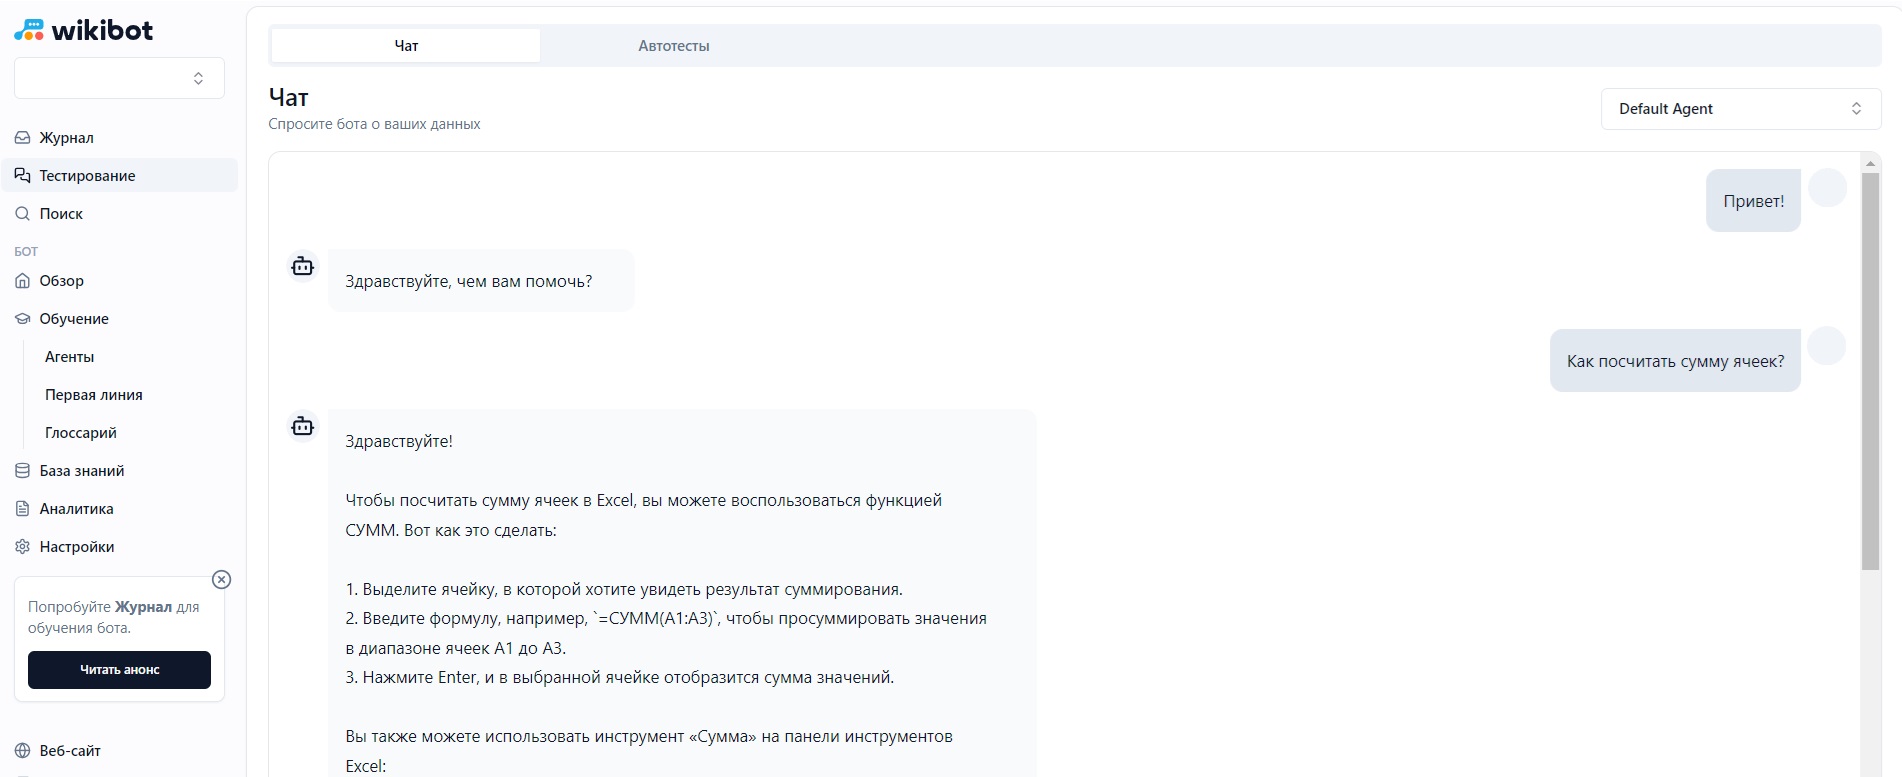 wikibot
Журнал
Тестирование
Поиск
БОТ
Обзор
Обучение
Агенты
Первая линия
Глоссарий
База знаний
Аналитика
Настройки
Попробуйте Журнал для
обучения бота.
Читать анонс
Веб-сайт
Чат
Автотесты
Чат
Спросите бота о ваших данных
Default Agent
Привет!
Здравствуйте, чем вам помочь?
Как посчитать сумму ячеек?
Здравствуйте!
Чтобы посчитать сумму ячеек в Excel, вы можете воспользоваться функцией
СУММ. Вот как это сделать:
1. Выделите ячейку, в которой хотите увидеть результат суммирования.
2. Введите формулу, например, `=СУММ(A1:A3)`, чтобы просуммировать значения
в диапазоне ячеек A1 до A3.
3. Нажмите Enter, и в выбранной ячейке отобразится сумма значений.
Вы также можете использовать инструмент «Сумма» на панели инструментов
Excel: